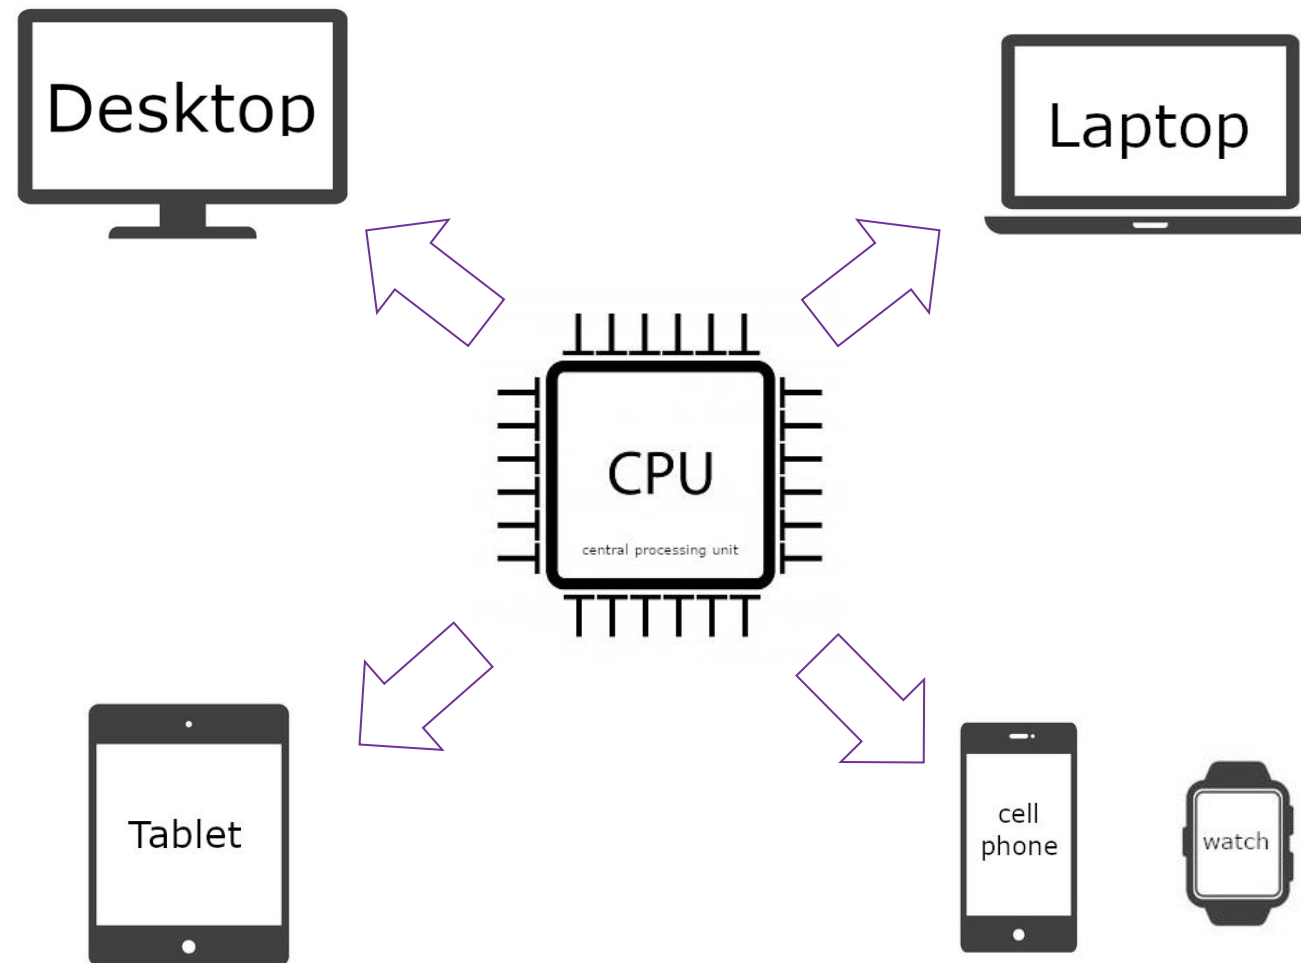 Desktop
Laptop
CPU
central processing unit
Tablet
cell
phone
watch